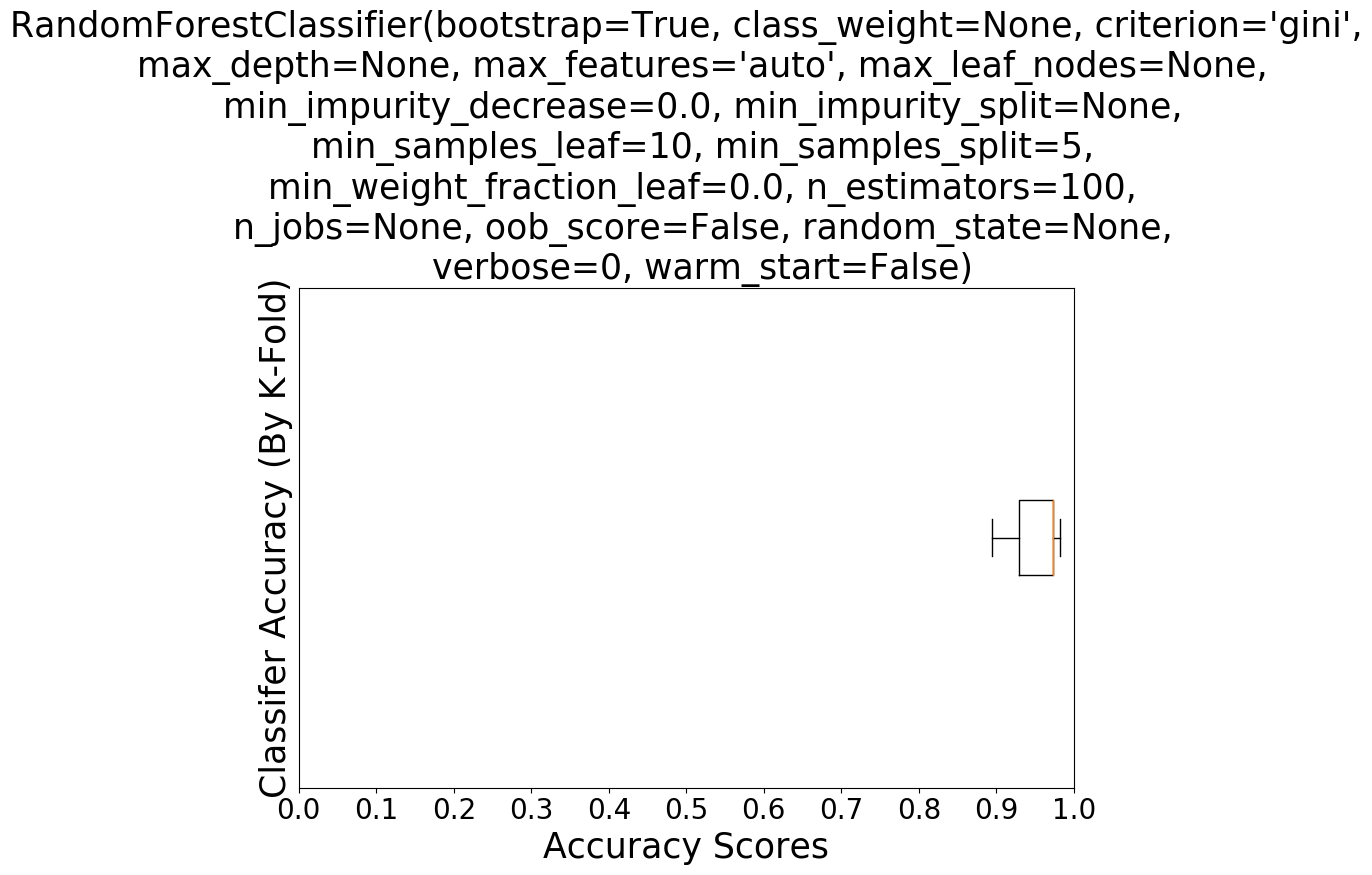 RandomForestClassifier(bootstrap=True, class_weight=None, criterion='gini',
max_depth=None, max_features='auto', max_leaf_nodes=None,
min_impurity_decrease=0.0, min_impurity_split=None,
min_samples_leaf=10, min_samples_split=5,
min_weight_fraction_leaf=0.0, n_estimators=100,
n_jobs=None, oob_score=False, random_state=None,
verbose=0, warm_start=False)
Classifer Accuracy (By K-Fold)
0.0 0.1 0.2 0.3 0.4 0.5 0.6 0.7 0.8 0.9 1.0
Accuracy Scores